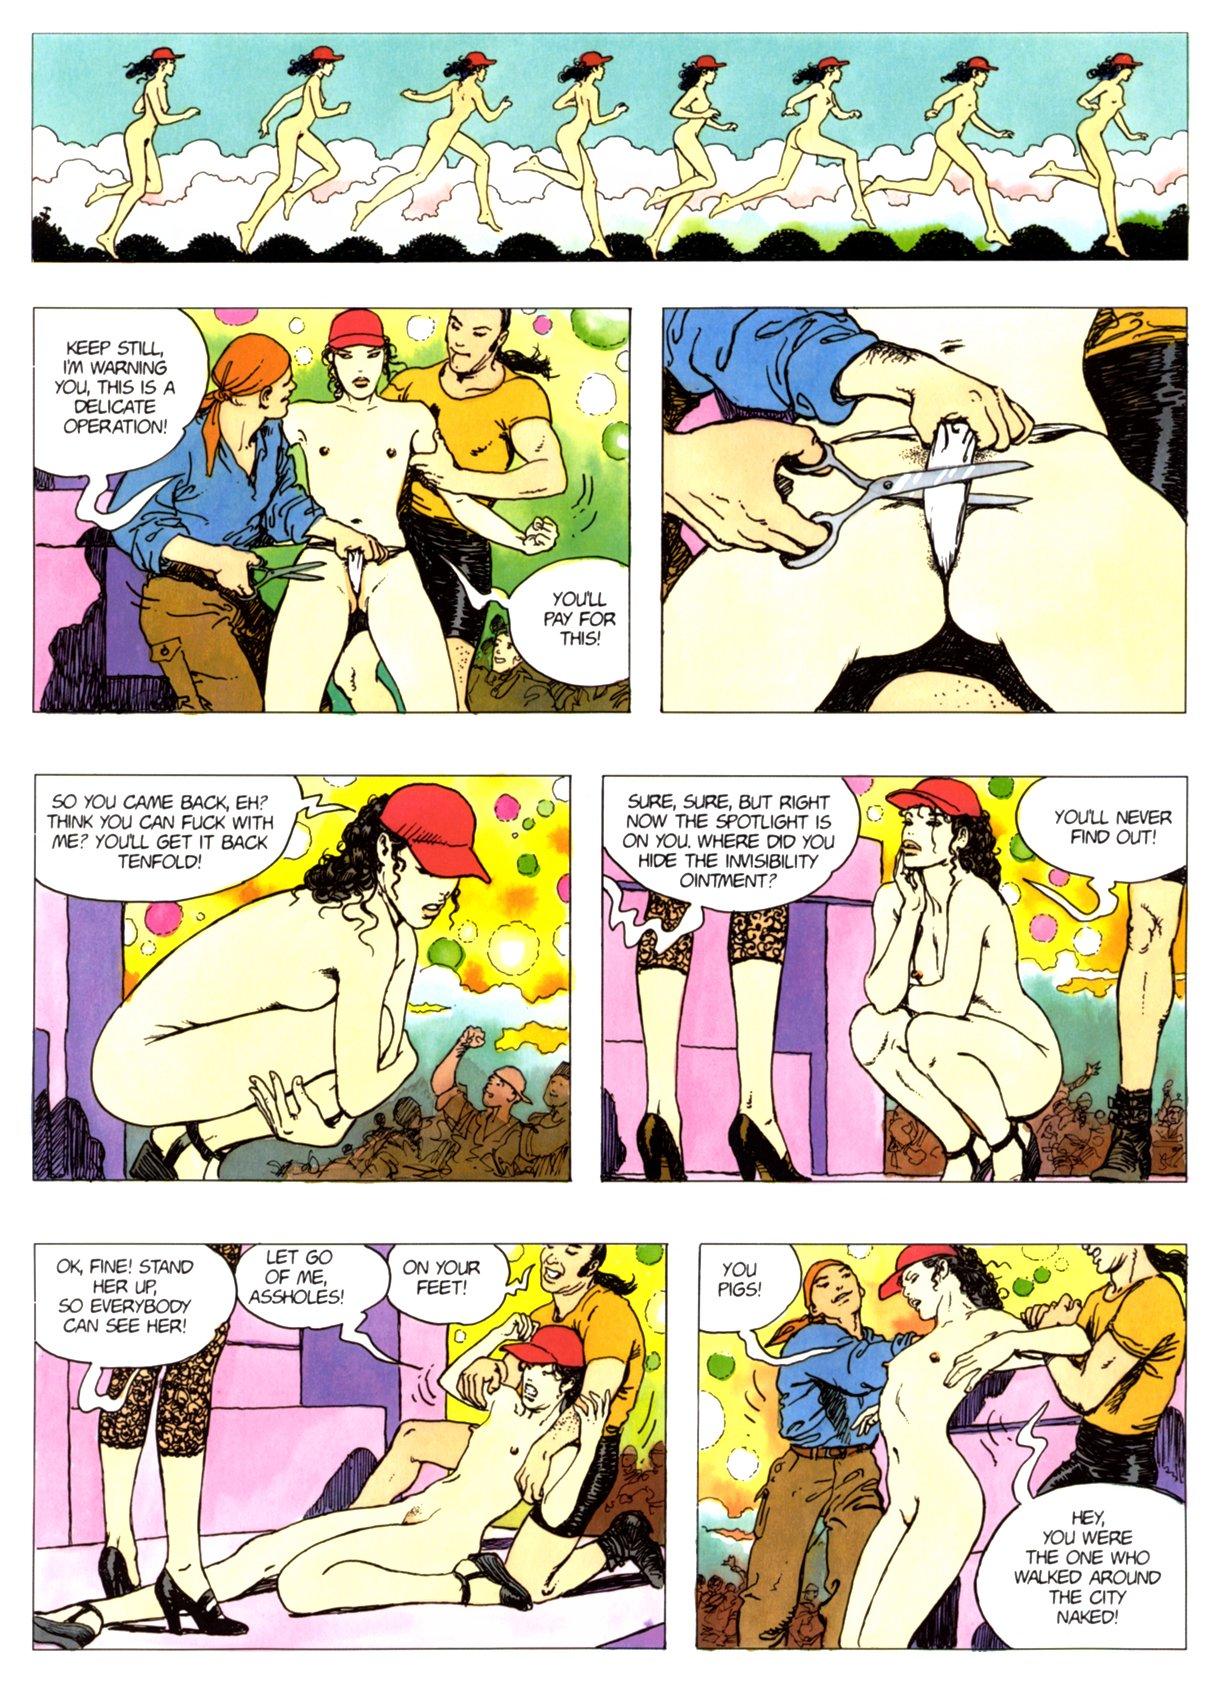 KEEP STILL,
I'M WARNING
YOU, THIS IS A
DELICATE
OPERATION!
YOU'LL
PAY FOR
THIS!
SO YOU CAME BACK, EH?
THINK YOU CAN FUCK WITH
ME? YOU'LL GET IT BACK
TENFOLD!
SURE, SURE, BUT RIGHT
NOW THE SPOTLIGHT IS
ON YOU. WHERE DID YOU
HIDE THE INVISIBILITY
OINTMENT?
YOU'LL NEVER
FIND OUT!
OK, FINE! STAND
HER UP,
SO EVERYBODY
CAN SEE HER!
LET GO
OF ME,
ASSHOLES!
ON YOUR
FEET!
YOU
PIGS!
HEY,
YOU WERE
THE ONE WHO
WALKED AROUND
THE CITY
NAKED!